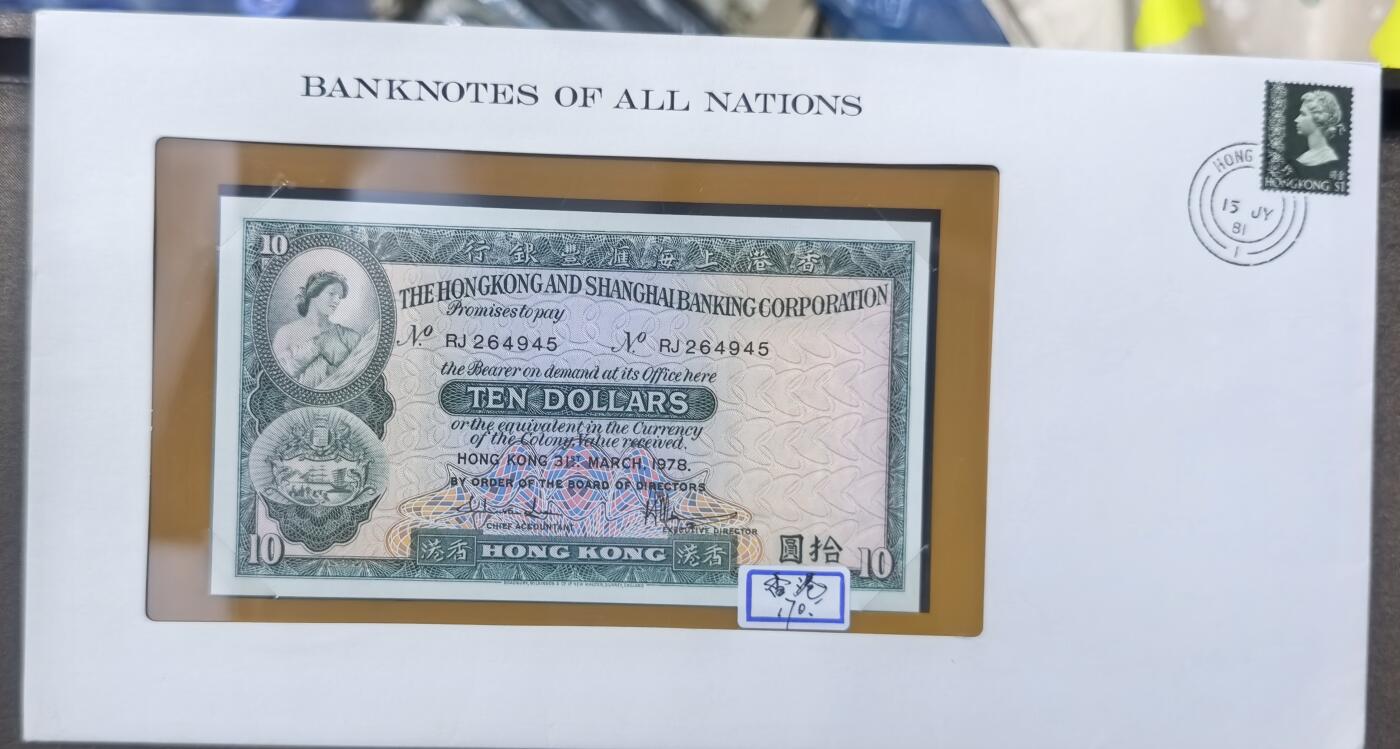 BANKNOTES OF ALL NATIONS
HONG
15 JY
81
1
HONG KONG $1
10
行銀豐滙海上港香
THE HONGKONG AND SHANGHAI BANKING CORPORATION
Promises to pay
Nº RJ 264945 Nº RJ 264945
the Bearer on demand at its Office here
TEN DOLLARS
or the equivalent in the Currency
of the Colony Value received.
HONG KONG 31ST MARCH 1978.
BY ORDER OF THE BOARD OF DIRECTORS
CHIEF ACCOUNTANT EXECUTIVE DIRECTOR
10 港香 HONG KONG 港香 圓拾 10
香港
170.